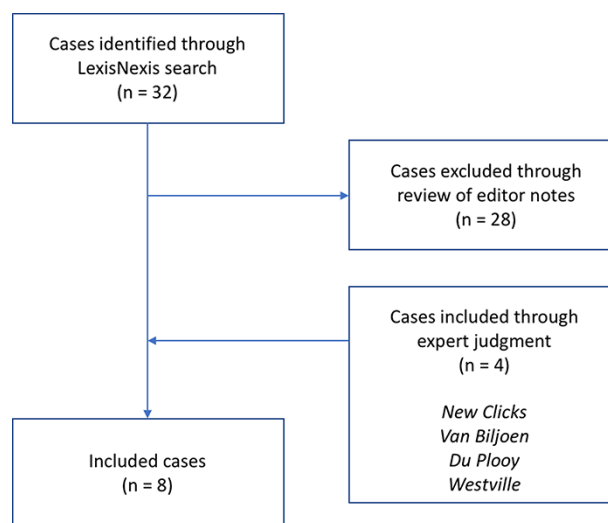 Cases identified through
LexisNexis search
(n = 32)
Cases excluded through
review of editor notes
(n = 28)
Cases included through
expert judgment
(n = 4)
New Clicks
Van Biljoen
Du Plooy
Westville
Included cases
(n = 8)